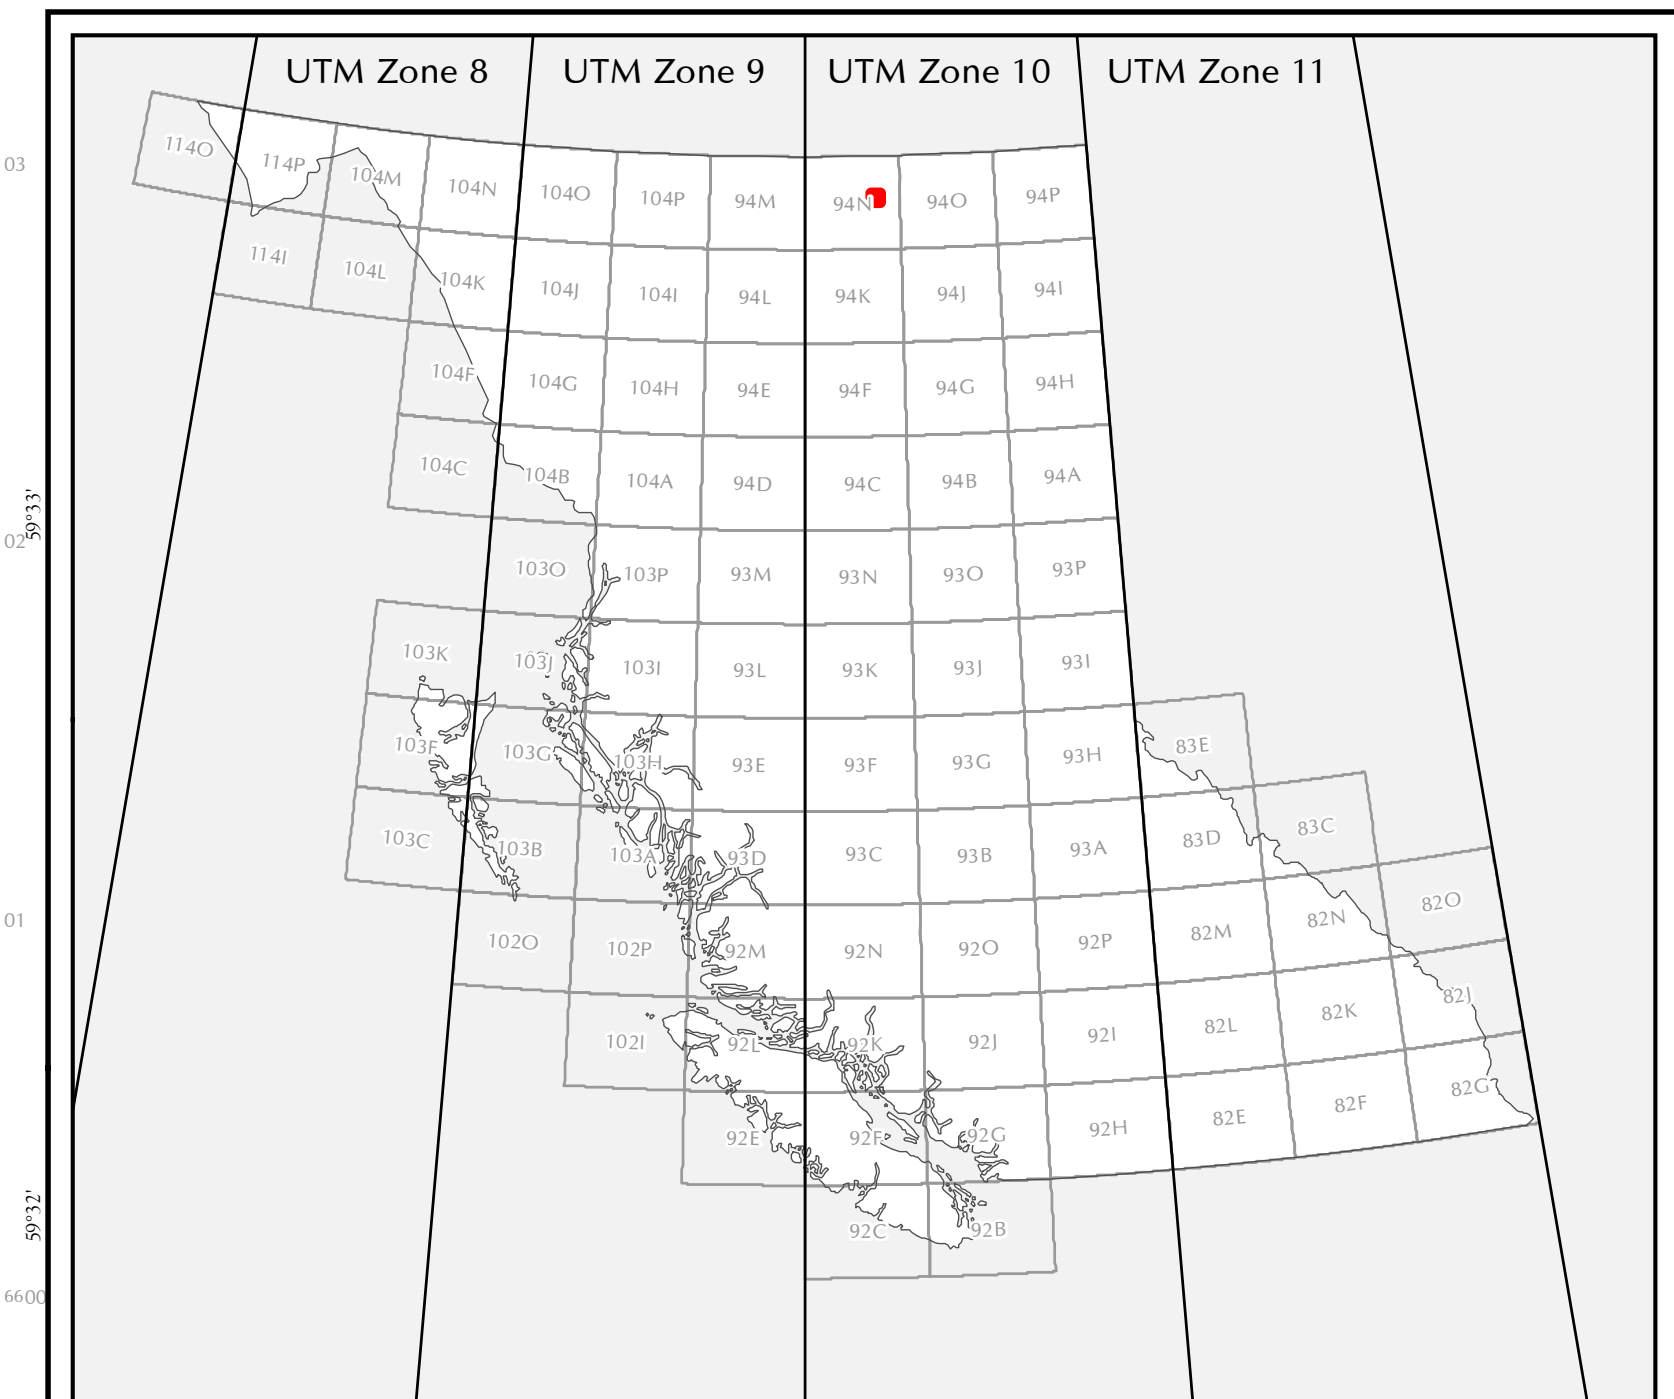 UTM Zone 8 UTM Zone 9 UTM Zone 10 UTM Zone 11
03
114O 114P 104M 104N 104O 104P 94M 94N 94O 94P
114I 104L 104K 104J 104I 94L 94K 94J 94I
104F 104G 104H 94E 94F 94G 94H
104C 104B 104A 94D 94C 94B 94A
59°33'
02
103O 103P 93M 93N 93O 93P
103K 103J 103I 93L 93K 93J 93I
103F 103G 103H 93E 93F 93G 93H 83E
103C 103B 103A 93D 93C 93B 93A 83D 83C
01
102O 102P 92M 92N 92O 92P 82M 82N 82O
102I 92L 92K 92J 92I 82L 82K 82J
92E 92F 92G 92H 82E 82F 82G
59°32'
92C 92B
6600